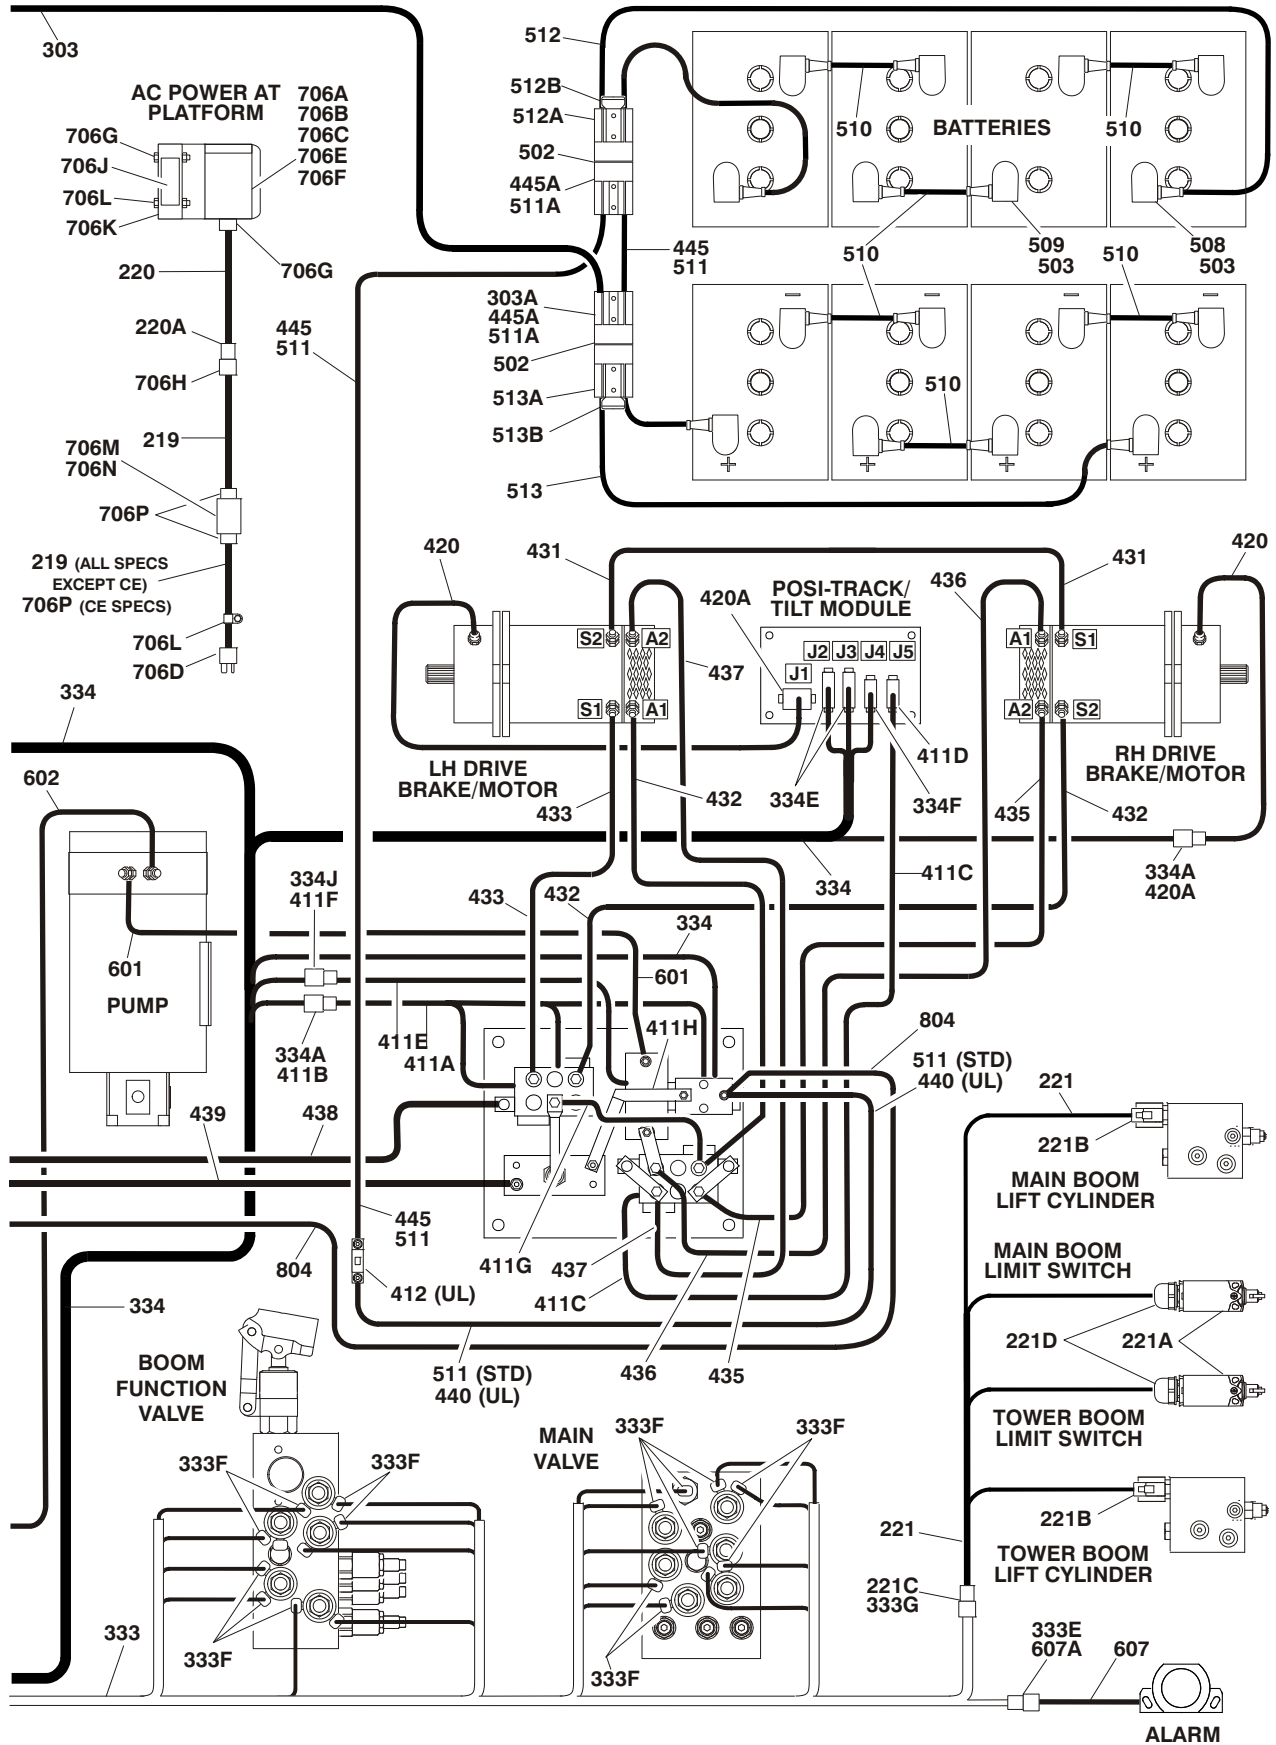 303
AC POWER AT
PLATFORM
706A
706B
706C
706E
706F
706G
706J
706L
706K
220
706G
220A
706H
445
511
706M
706N
219
706P
219 (ALL SPECS
EXCEPT CE)
706P (CE SPECS)
706L
706D
512
512B
512A
502
445A
511A
445
511
303A
445A
511A
502
513A
513B
513
510
BATTERIES
510
510
509
503
510
508
503
–
–
–
–
510
+
+
+
+
420
431
420A
POSI-TRACK/
TILT MODULE
436
431
420
S2
A2
J2
J3
J4
J5
J1
A1
S1
437
S1
A1
A2
S2
411D
LH DRIVE
BRAKE/MOTOR
RH DRIVE
BRAKE/MOTOR
433
432
334E
334F
435
432
334
602
334
411C
334A
420A
334J
411F
433
432
334
601
601
PUMP
411E
411A
411H
334A
411B
804
511 (STD)
440 (UL)
439
438
221
221B
MAIN BOOM
LIFT CYLINDER
445
511
804
411G
437
411C
412 (UL)
MAIN BOOM
LIMIT SWITCH
334
221D
221A
BOOM
FUNCTION
VALVE
511 (STD)
440 (UL)
436
435
TOWER BOOM
LIMIT SWITCH
333F
333F
MAIN
VALVE
333F
333F
221B
TOWER BOOM
LIFT CYLINDER
221
221C
333G
333
333F
333F
333E
607A
607
ALARM